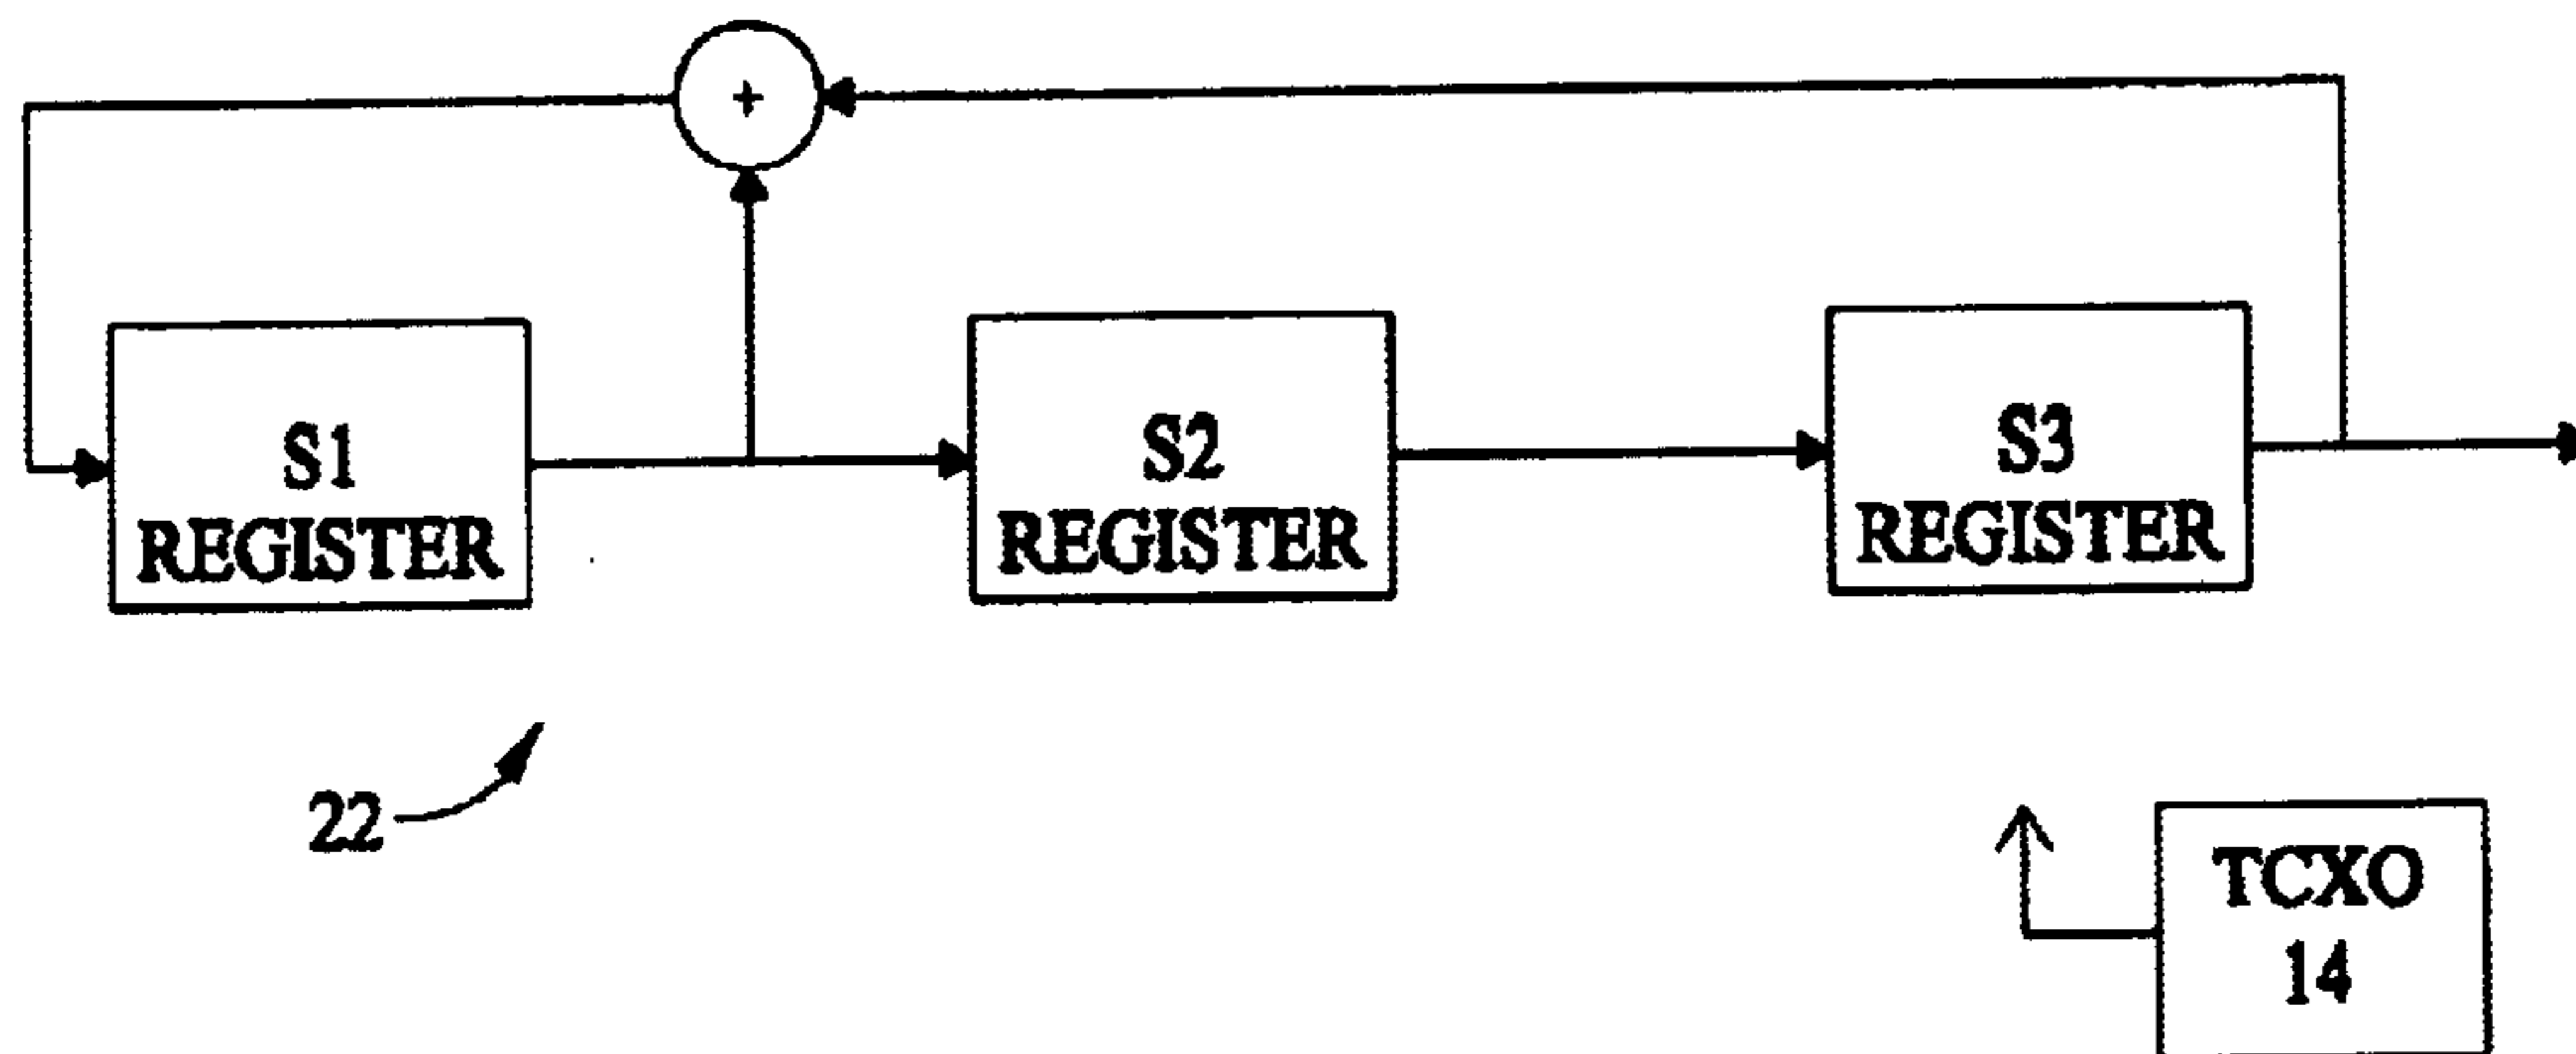 +
S1
REGISTER
S2
REGISTER
S3
REGISTER
22
TCXO
14